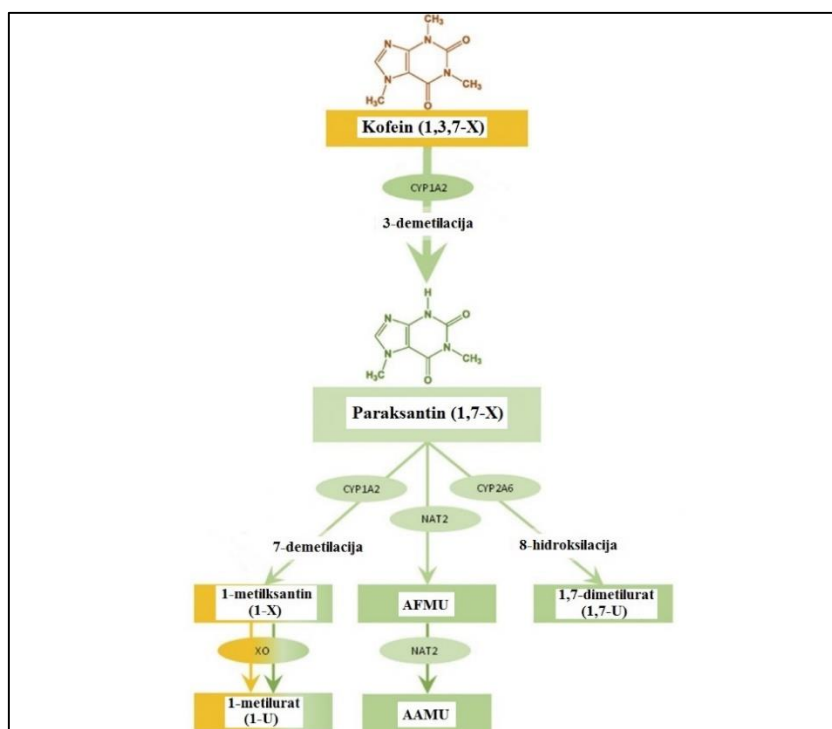 CH₃
N
N
O
N
N
CH₃
H₃C
O
Kofein (1,3,7-X)
CYP1A2
3-demetilacija
H
N
N
O
N
N
CH₃
H₃C
O
Paraksantin (1,7-X)
CYP1A2
CYP2A6
NAT2
7-demetilacija
8-hidroksilacija
1-metilksantin
(1-X)
AFMU
1,7-dimetilurat
(1,7-U)
XO
NAT2
1-metilurat
(1-U)
AAMU